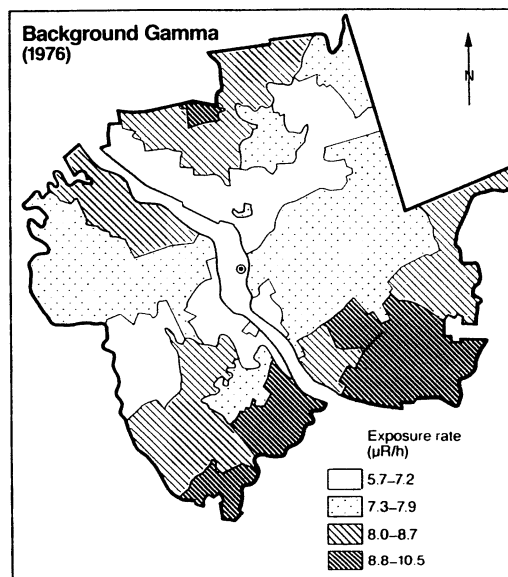 Background Gamma
(1976)
N
Exposure rate
(μR/h)
5.7–7.2
7.3–7.9
8.0–8.7
8.8–10.5